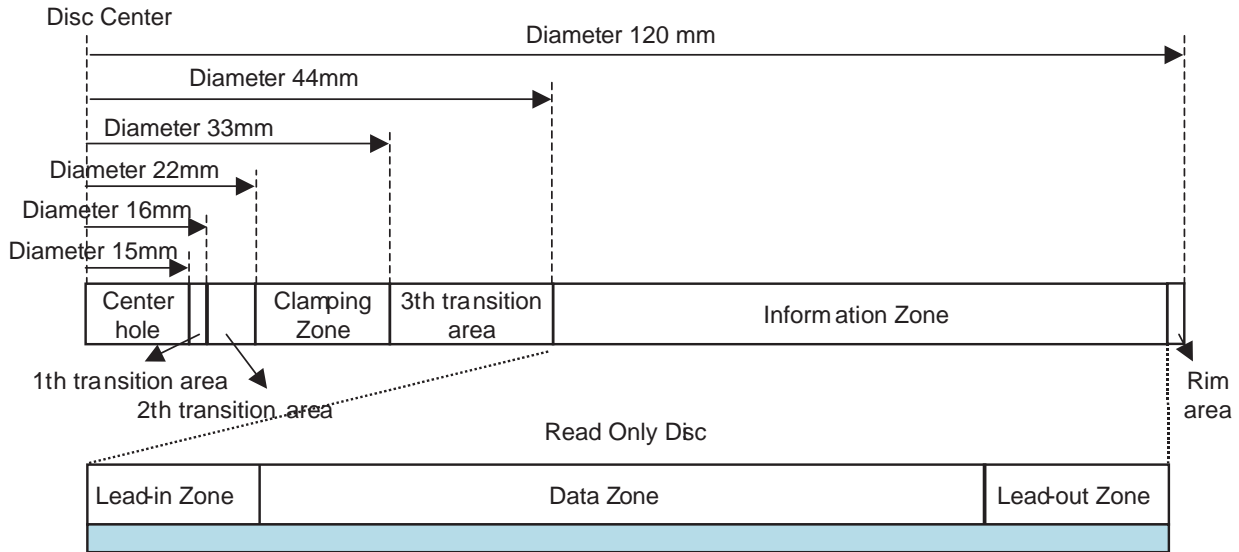 Disc Center
Diameter 120 mm
Diameter 44mm
Diameter 33mm
Diameter 22mm
Diameter 16mm
Diameter 15mm
Center
hole
Clamping
Zone
3th transition
area
Information Zone
1th transition area
2th transition area
Rim
area
Read Only Disc
Lead-in Zone
Data Zone
Lead-out Zone